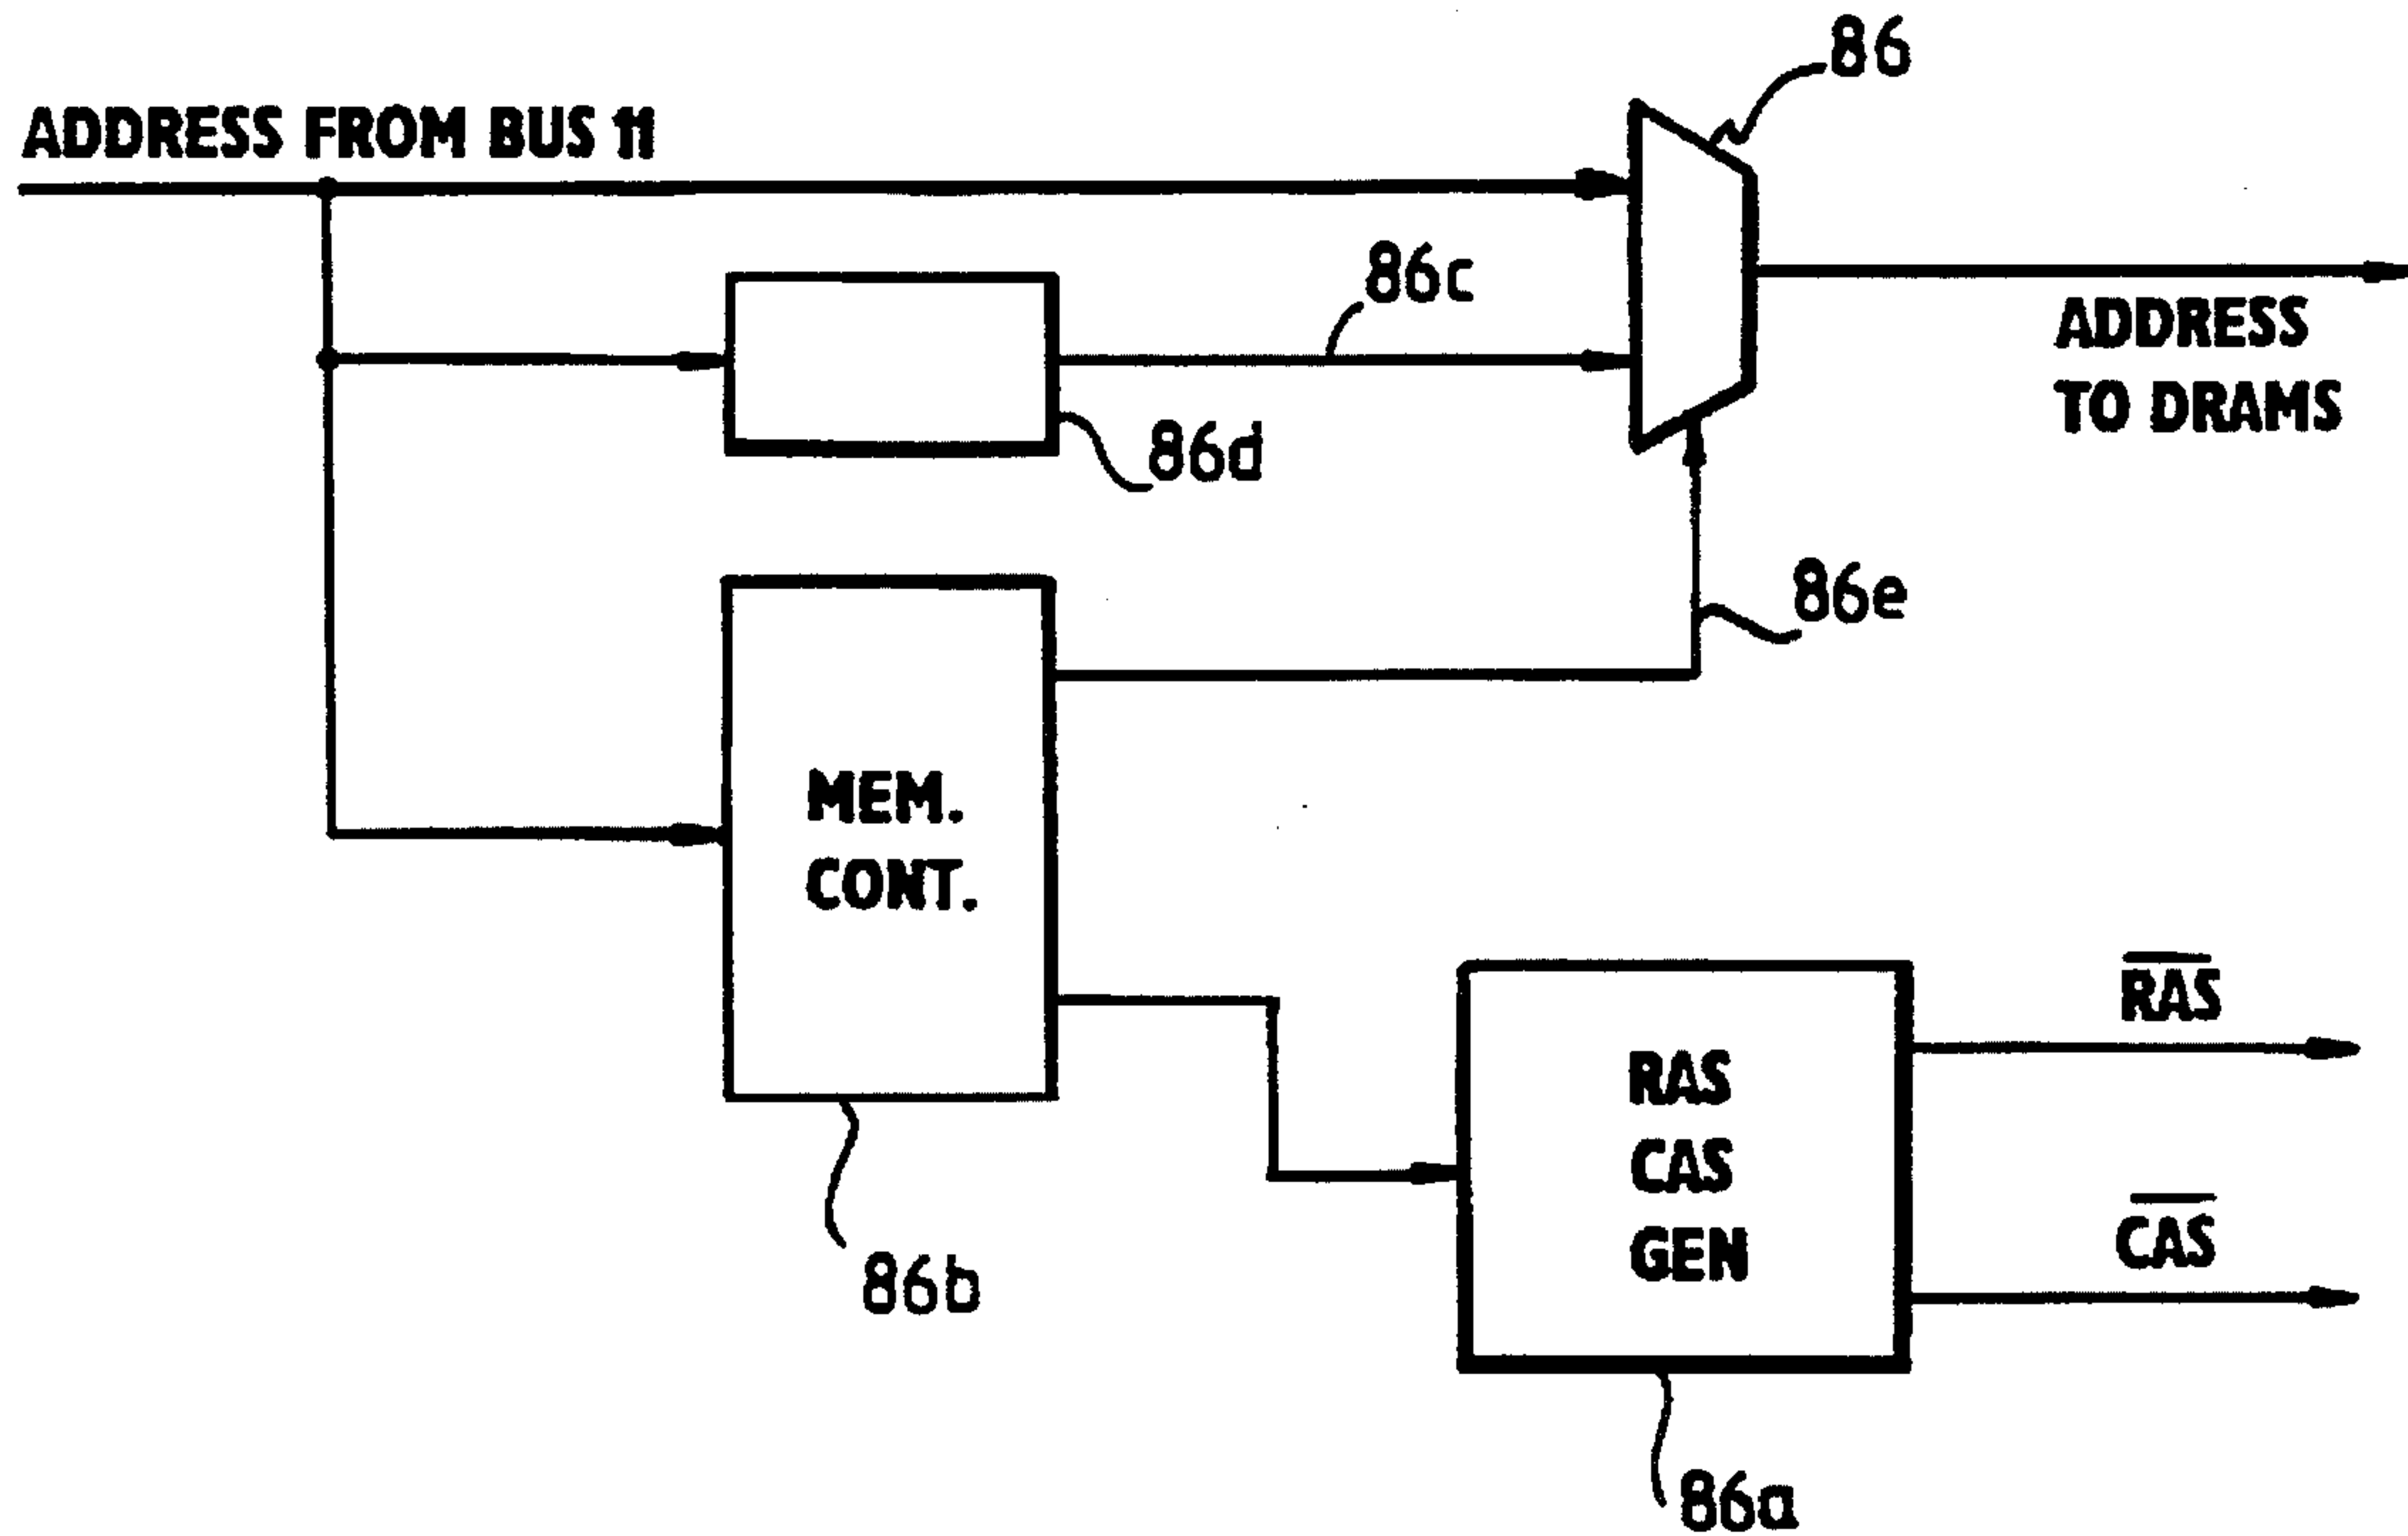 86
ADDRESS FROM BUS 11
86c
ADDRESS
TO DRAMS
86d
86e
MEM.
CONT.
RAS
RAS
CAS
GEN
CAS
86b
86a